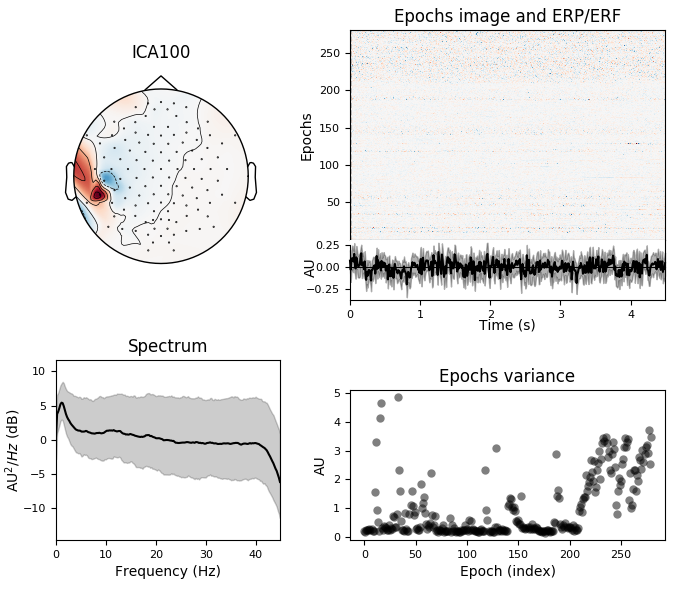 ICA100
Epochs image and ERP/ERF
Epochs
250
200
150
100
50
AU
0.25
0.00
−0.25
0 1 2 3 4
Time (s)
Spectrum
AU²/Hz (dB)
10
5
0
−5
−10
0 10 20 30 40
Frequency (Hz)
Epochs variance
AU
5
4
3
2
1
0
0 50 100 150 200 250
Epoch (index)